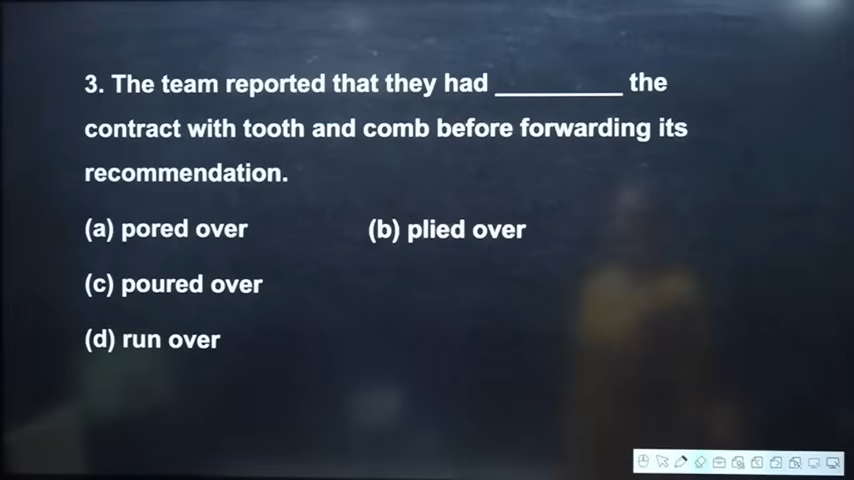 3. The team reported that they had _________ the
contract with tooth and comb before forwarding its
recommendation.
(a) pored over (b) plied over
(c) poured over
(d) run over